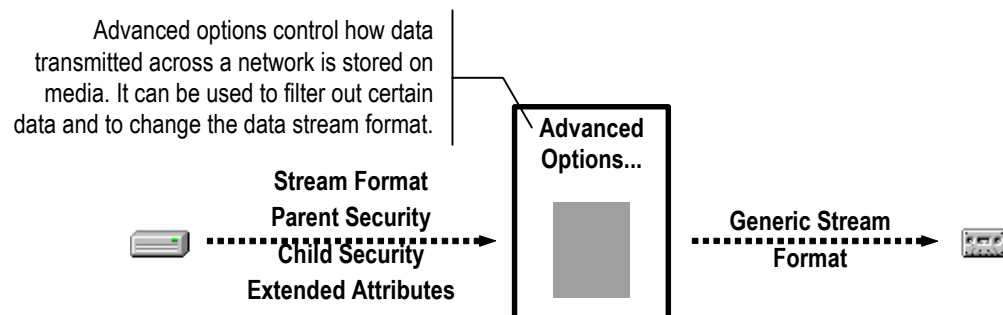 Advanced options control how data
transmitted across a network is stored on
media. It can be used to filter out certain
data and to change the data stream format.
Advanced
Options...
Stream Format
Parent Security
Child Security
Extended Attributes
Generic Stream
Format